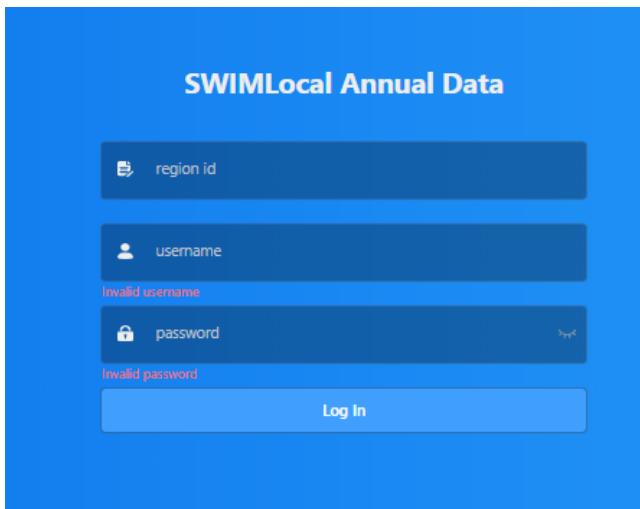 SWIMLocal Annual Data
region id
username
Invalid username
password
Invalid password
Log In